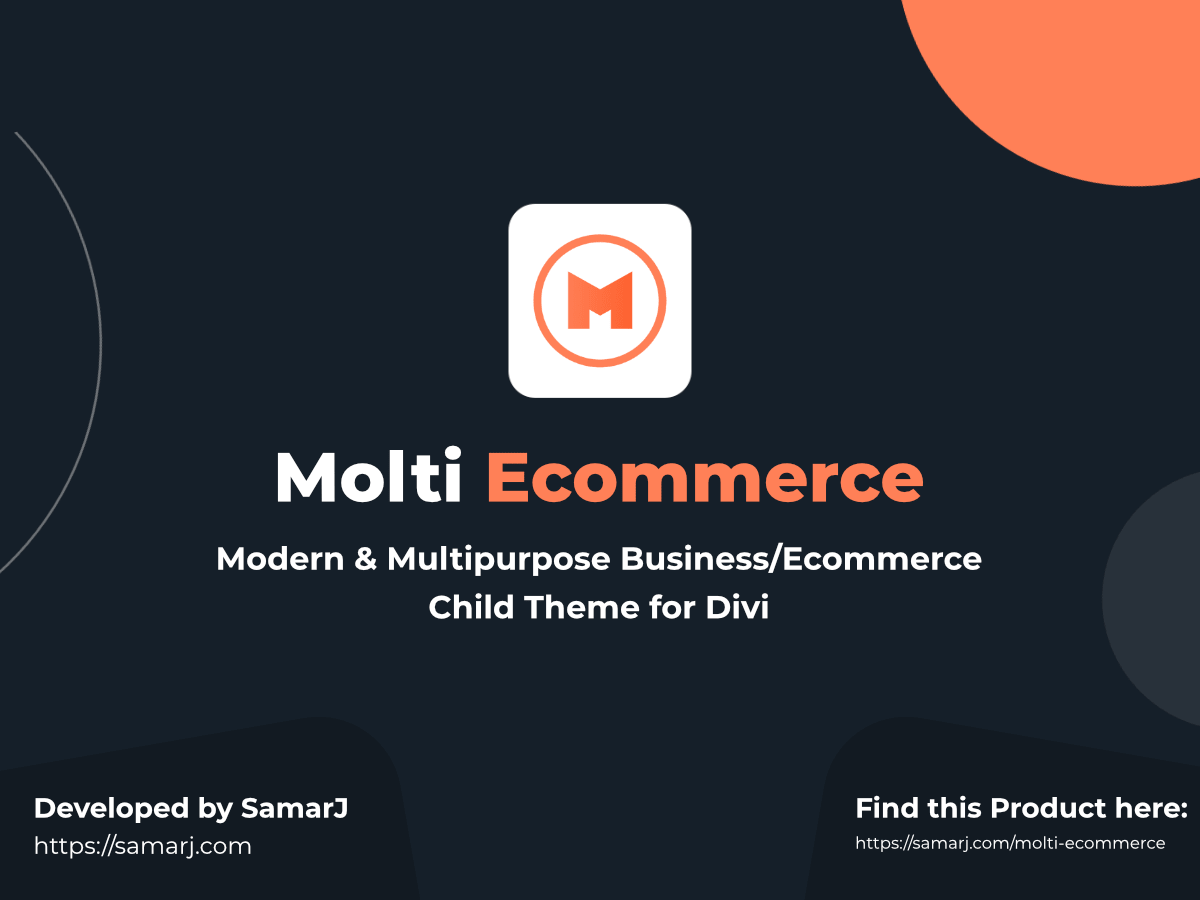 M
Molti Ecommerce
Modern & Multipurpose Business/Ecommerce
Child Theme for Divi
Developed by SamarJ
https://samarj.com
Find this Product here:
https://samarj.com/molti-ecommerce